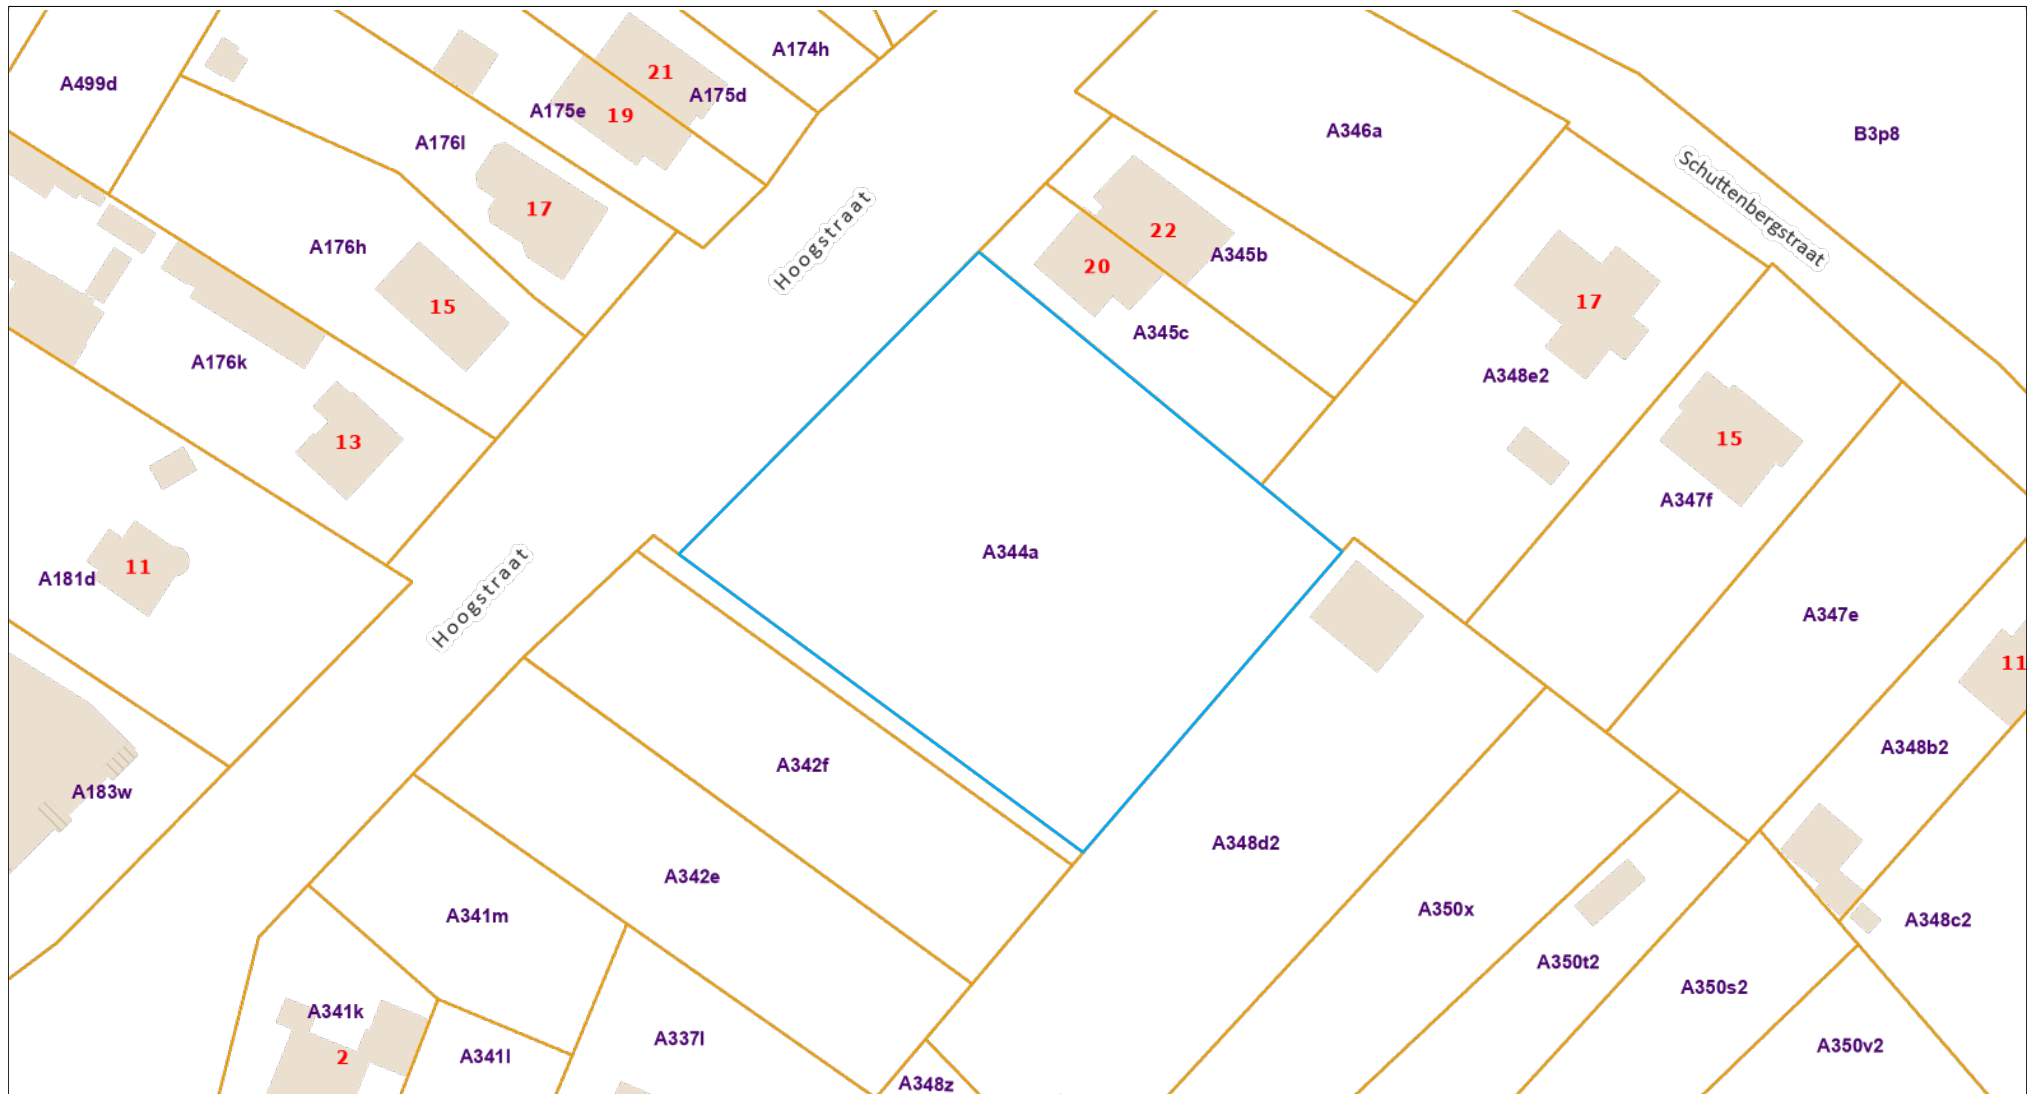 A174h
21
A499d
A175d
A175e
19
A346a
B3p8
A176l
Schuttenbergstraat
17
22
Hoogstraat
A176h
A345b
20
17
15
A345c
A176k
A348e2
15
13
A347f
A344a
11
A181d
Hoogstraat
A347e
11
A348b2
A342f
A183w
A348d2
A342e
A350x
A341m
A348c2
A350t2
A350s2
A341k
A337l
A350v2
2
A341l
A348z